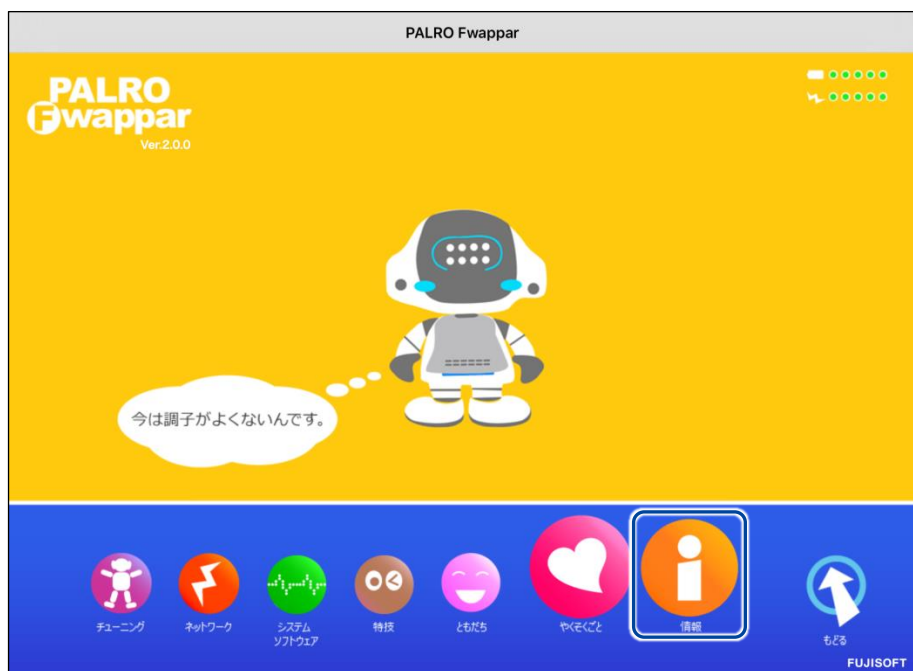 PALRO Fwappar
PALRO
Fwappar
Ver.2.0.0
今は調子がよくないんです。
チューニング
ネットワーク
システム
ソフトウェア
特技
ともだち
やくそくごと
情報
もどる
FUJISOFT